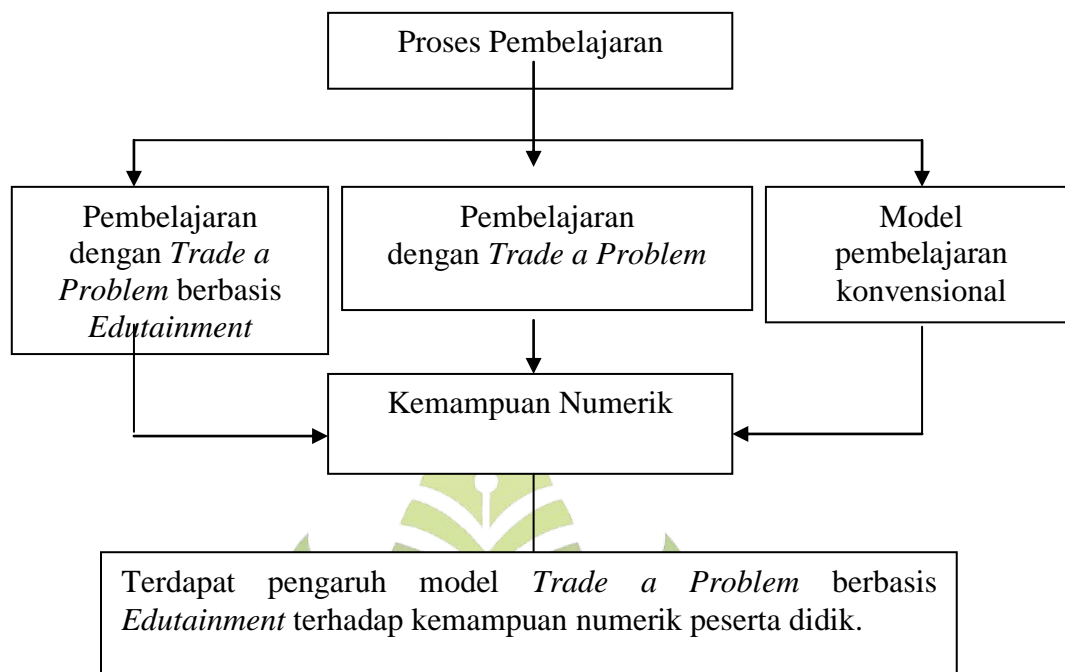 Proses Pembelajaran
Pembelajaran
dengan Trade a
Problem berbasis
Edutainment
Pembelajaran
dengan Trade a Problem
Model
pembelajaran
konvensional
Kemampuan Numerik
Terdapat pengaruh model Trade a Problem berbasis
Edutainment terhadap kemampuan numerik peserta didik.